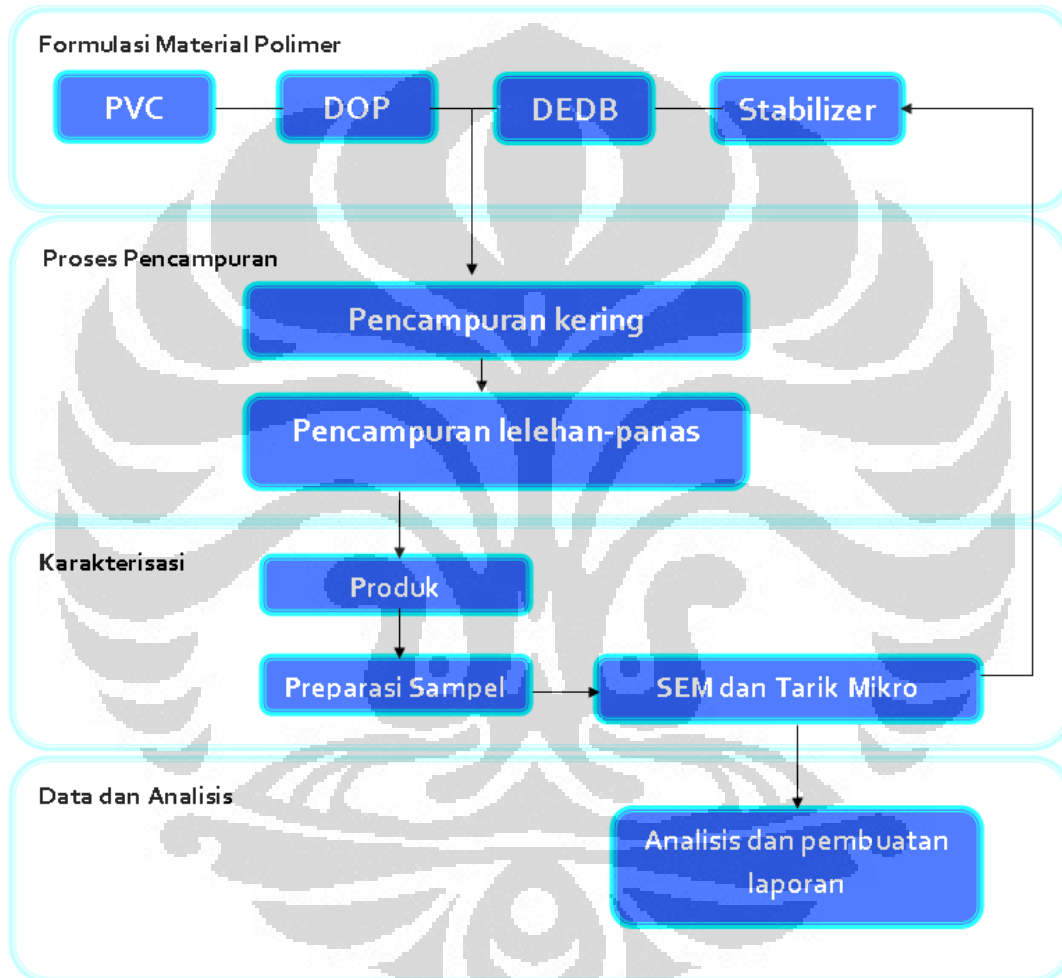 Formulasi Material Polimer
PVC
DOP
DEDB
Stabilizer
Proses Pencampuran
Pencampuran kering
Pencampuran lelehan-panas
Karakterisasi
Produk
Preparasi Sampel
SEM dan Tarik Mikro
Data dan Analisis
Analisis dan pembuatan
laporan